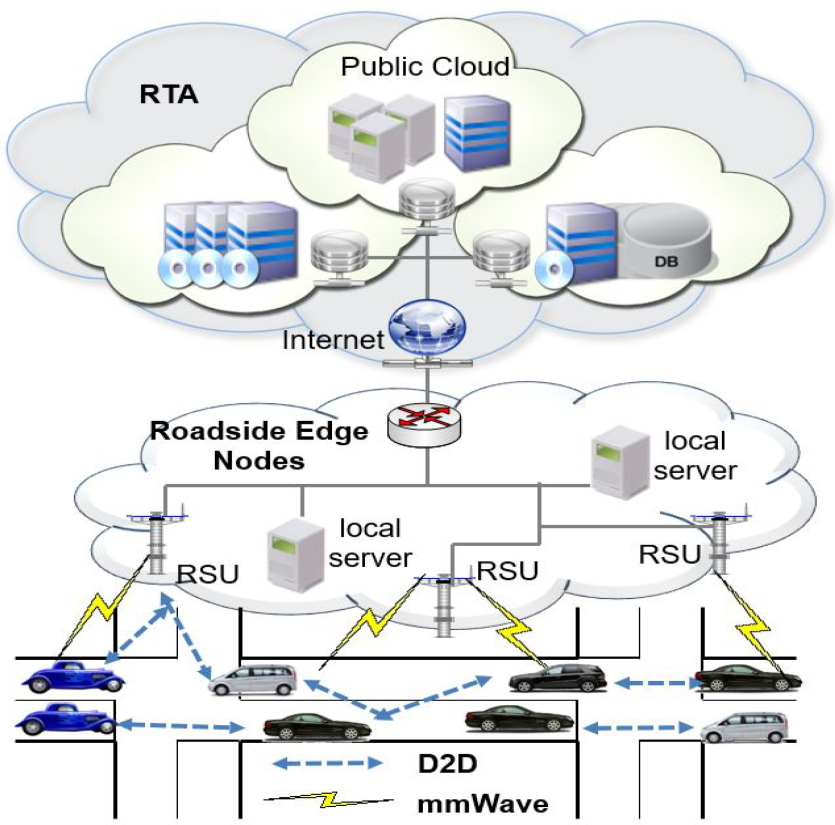 Public Cloud
RTA
DB
Internet
Roadside Edge
Nodes
local
server
local
server
RSU
RSU
RSU
D2D
mmWave